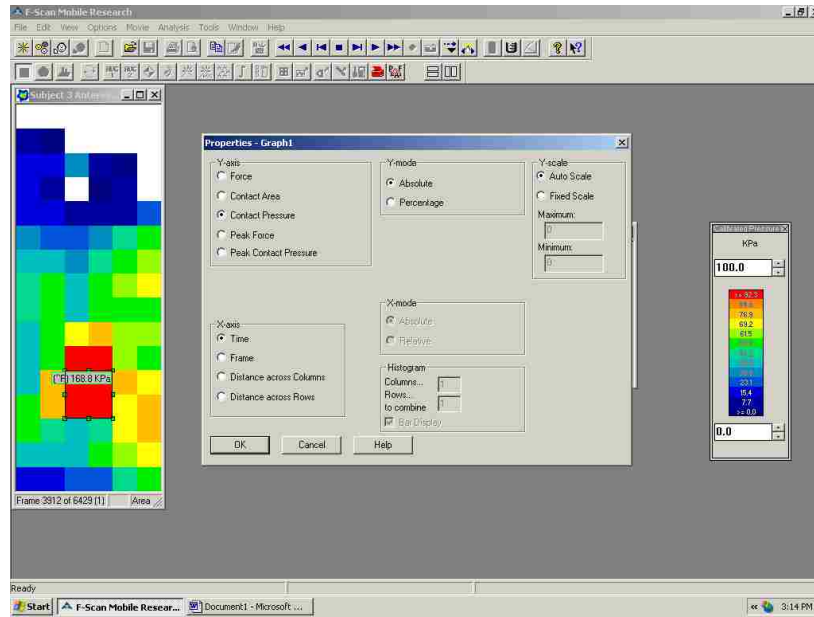 F-Scan Mobile Research
File Edit View Options Movie Analysis Tools Window Help
Subject 3 Antero
Properties - Graph1
Y-axis
Force
Contact Area
Contact Pressure
Peak Force
Peak Contact Pressure
Y-mode
Absolute
Percentage
Y-scale
Auto Scale
Fixed Scale
Maximum:
0
Minimum:
0
X-axis
Time
Frame
Distance across Columns
Distance across Rows
X-mode
Absolute
Relative
Histogram
Columns...
1
Rows...
to combine
1
Bar Display
OK Cancel Help
168.8 KPa
Frame 3912 of 6429 (1) Area
Calibrated Pressure
KPa
100.0
>= 92.3
76.9
69.2
61.5
23.1
15.4
7.7
>= 0.0
0.0
Ready
Start F-Scan Mobile Resear... Document1 - Microsoft ... 3:14 PM